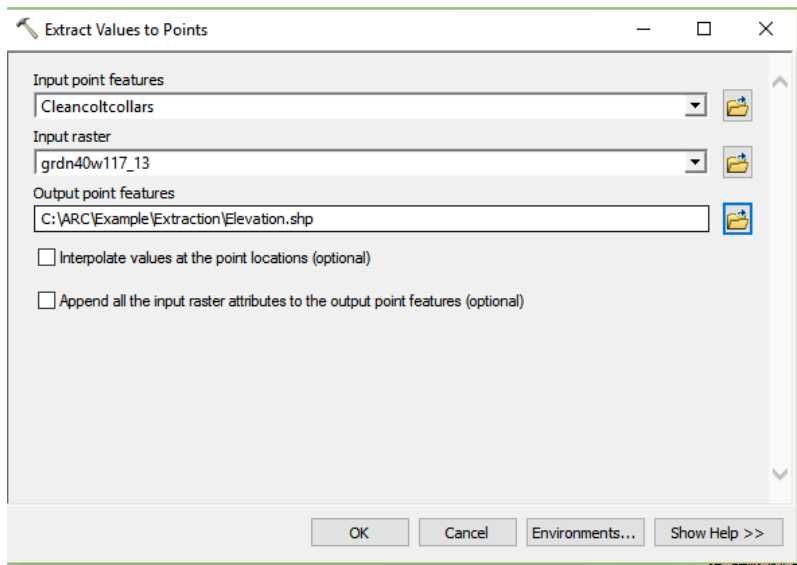 Extract Values to Points
Input point features
Cleancoltcollars
Input raster
grdn40w117_13
Output point features
C:\ARC\Example\Extraction\Elevation.shp
Interpolate values at the point locations (optional)
Append all the input raster attributes to the output point features (optional)
OK Cancel Environments... Show Help >>